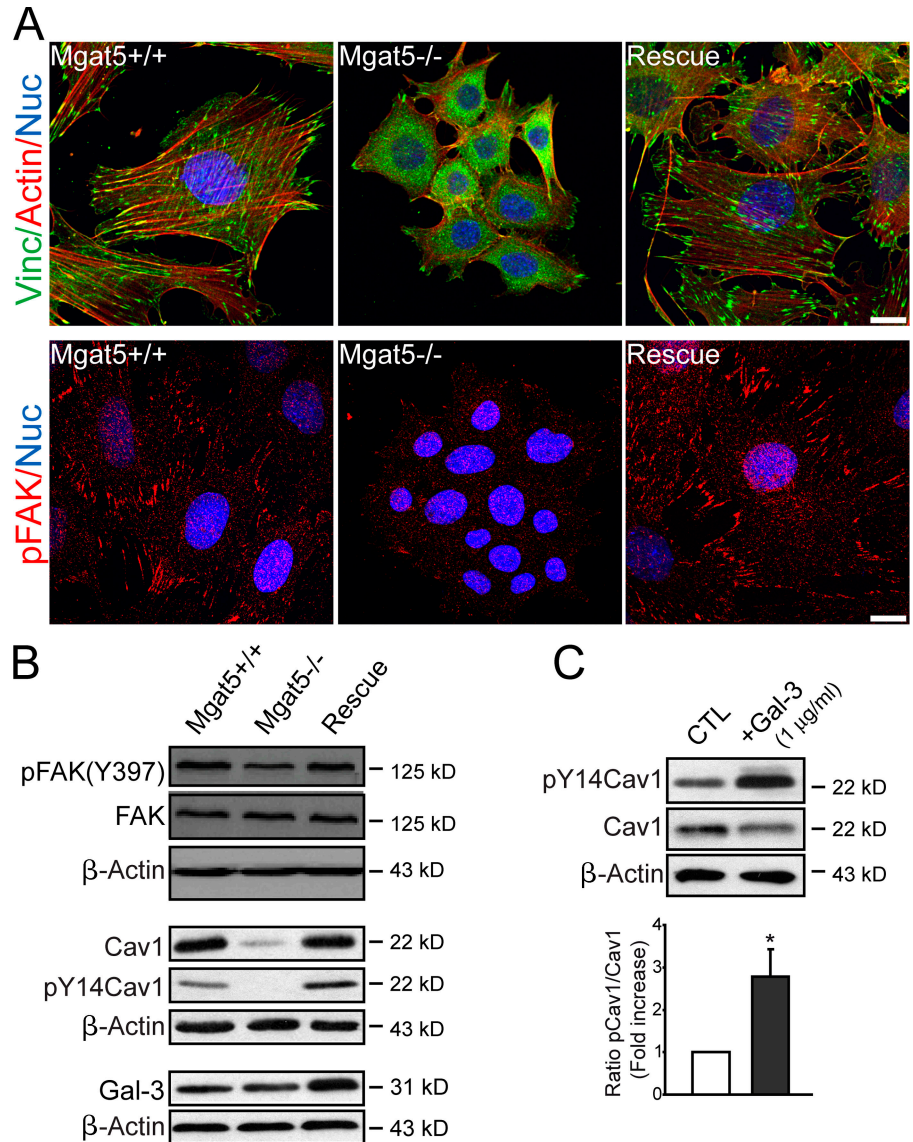 A
Vinc/Actin/Nuc
Mgat5+/+
Mgat5-/-
Rescue
pFAK/Nuc
Mgat5+/+
Mgat5-/-
Rescue
B
Mgat5+/+
Mgat5-/-
Rescue
pFAK(Y397)
125 kD
FAK
125 kD
β-Actin
43 kD
Cav1
22 kD
pY14Cav1
22 kD
β-Actin
43 kD
Gal-3
31 kD
β-Actin
43 kD
C
CTL
+Gal-3
(1 µg/ml)
pY14Cav1
22 kD
Cav1
22 kD
β-Actin
43 kD
Ratio pCav1/Cav1
(Fold increase)
4
3
2
1
0
*